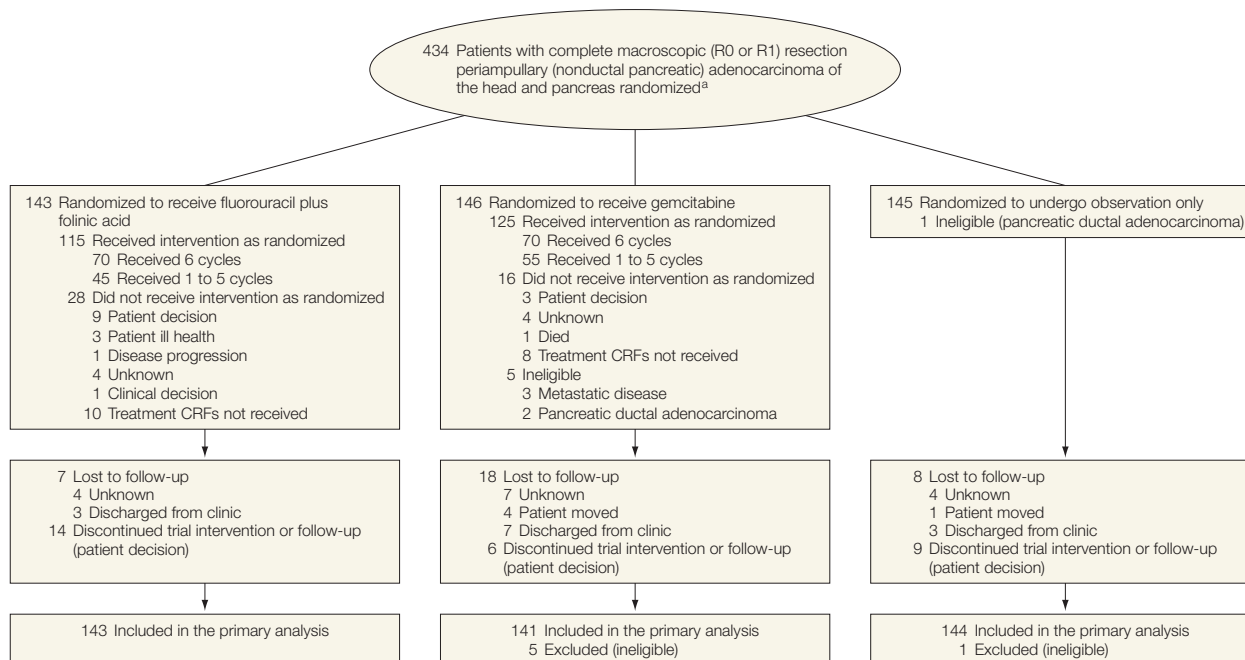 434 Patients with complete macroscopic (R0 or R1) resection
periampullary (nonductal pancreatic) adenocarcinoma of
the head and pancreas randomizedª
143 Randomized to receive fluorouracil plus
folinic acid
115 Received intervention as randomized
70 Received 6 cycles
45 Received 1 to 5 cycles
28 Did not receive intervention as randomized
9 Patient decision
3 Patient ill health
1 Disease progression
4 Unknown
1 Clinical decision
10 Treatment CRFs not received
146 Randomized to receive gemcitabine
125 Received intervention as randomized
70 Received 6 cycles
55 Received 1 to 5 cycles
16 Did not receive intervention as randomized
3 Patient decision
4 Unknown
1 Died
8 Treatment CRFs not received
5 Ineligible
3 Metastatic disease
2 Pancreatic ductal adenocarcinoma
145 Randomized to undergo observation only
1 Ineligible (pancreatic ductal adenocarcinoma)
7 Lost to follow-up
4 Unknown
3 Discharged from clinic
14 Discontinued trial intervention or follow-up
(patient decision)
18 Lost to follow-up
7 Unknown
4 Patient moved
7 Discharged from clinic
6 Discontinued trial intervention or follow-up
(patient decision)
8 Lost to follow-up
4 Unknown
1 Patient moved
3 Discharged from clinic
9 Discontinued trial intervention or follow-up
(patient decision)
143 Included in the primary analysis
141 Included in the primary analysis
5 Excluded (ineligible)
144 Included in the primary analysis
1 Excluded (ineligible)